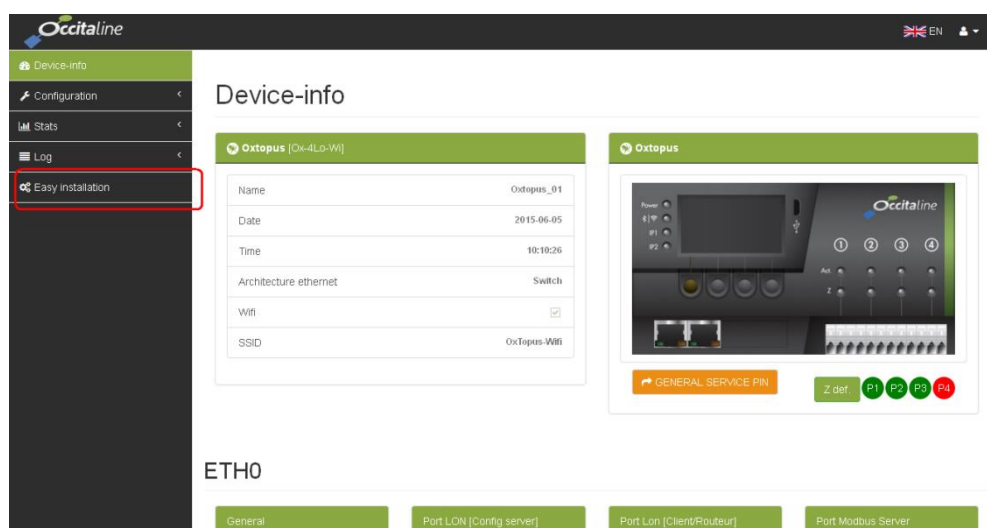 Occitaline
EN
Device-info
Configuration
Stats
Log
Easy installation
Device-info
Oxtopus [Ox-4Lo-Wi]
Name Oxtopus_01
Date 2015-06-05
Time 10:10:26
Architecture ethernet Switch
Wifi
SSID OxTopus-Wifi
Oxtopus
Power
IP1
IP2
Occitaline
1 2 3 4
Act
Z
GENERAL SERVICE PIN
Z def. P1 P2 P3 P4
ETH0
General
Port LON [Config server]
Port Lon [Client/Routeur]
Port Modbus Server